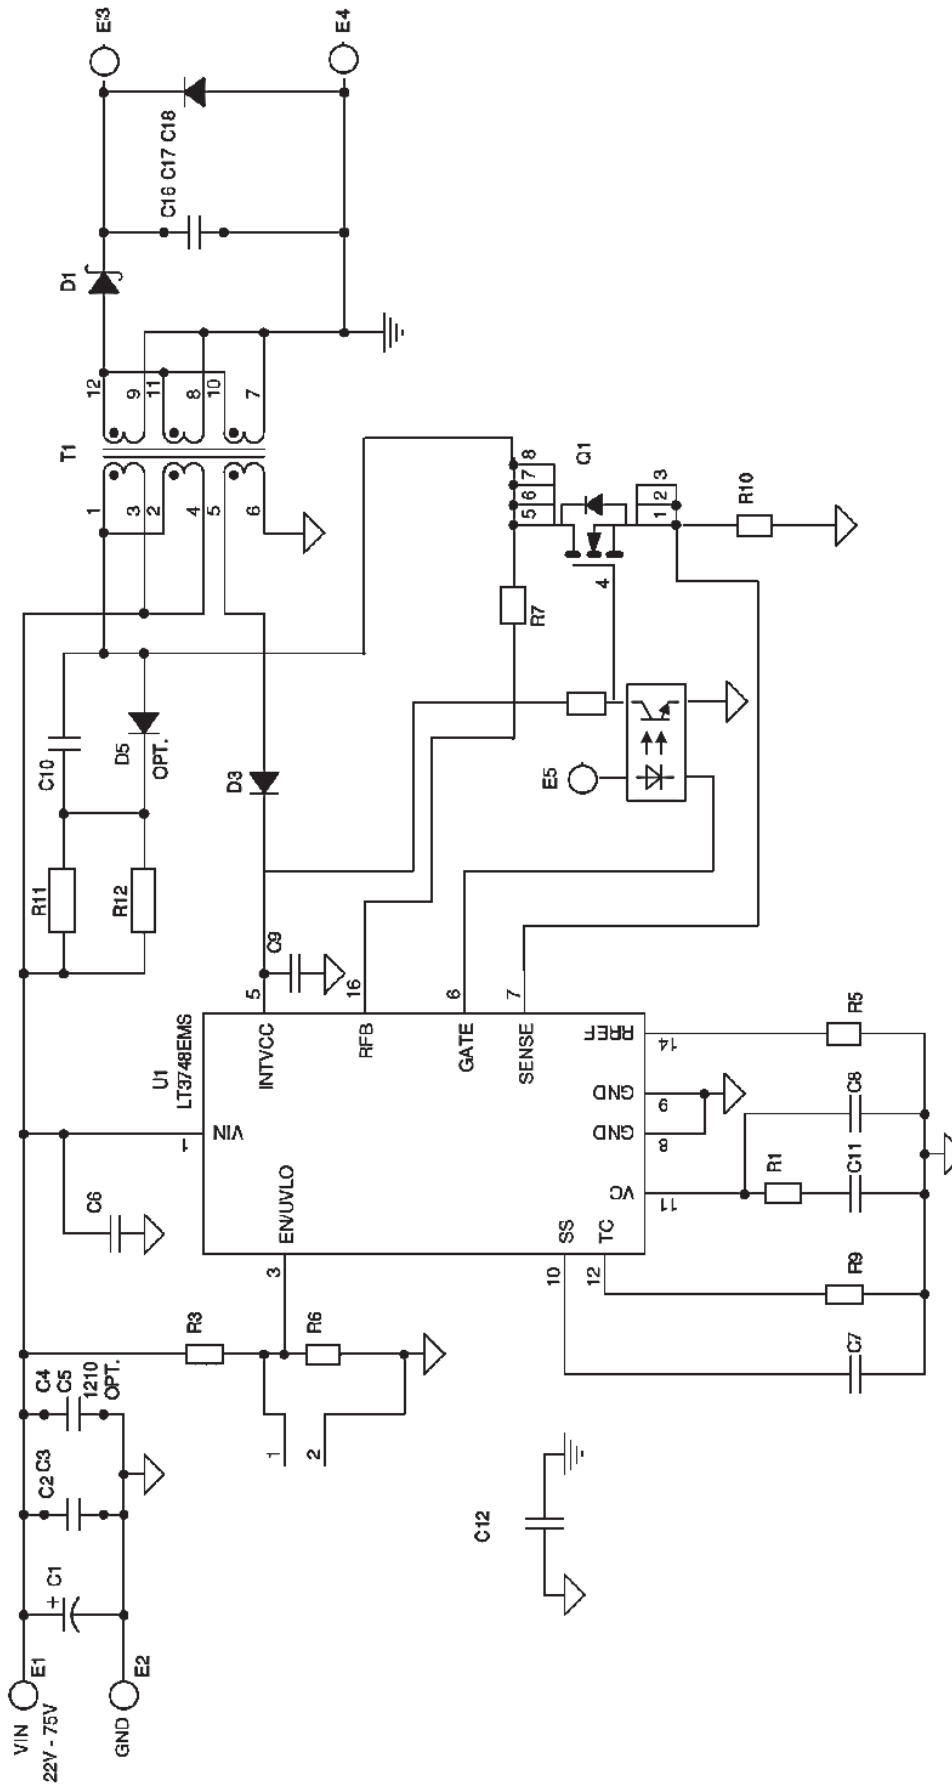 VIN
22V - 75V
E1
GND
E2
+
C1
C2 C3
C4
C5
1210
OPT.
C6
R3
R6
1
2
C12
U1
LT3748EMS
VIN
1
EN/UVLO
3
INTVCC
5
RFB
16
GATE
6
SENSE
7
SS
10
TC
12
VC
11
GND
8
GND
9
RREF
14
C9
R11
R12
C10
D5
OPT.
D3
T1
1
3
2
4
5
6
12
9
11
8
10
7
D1
C16 C17 C18
E3
E4
R7
Q1
5
6
7
8
4
1
2
3
R10
E5
C7
R9
R1
C11
C8
R5